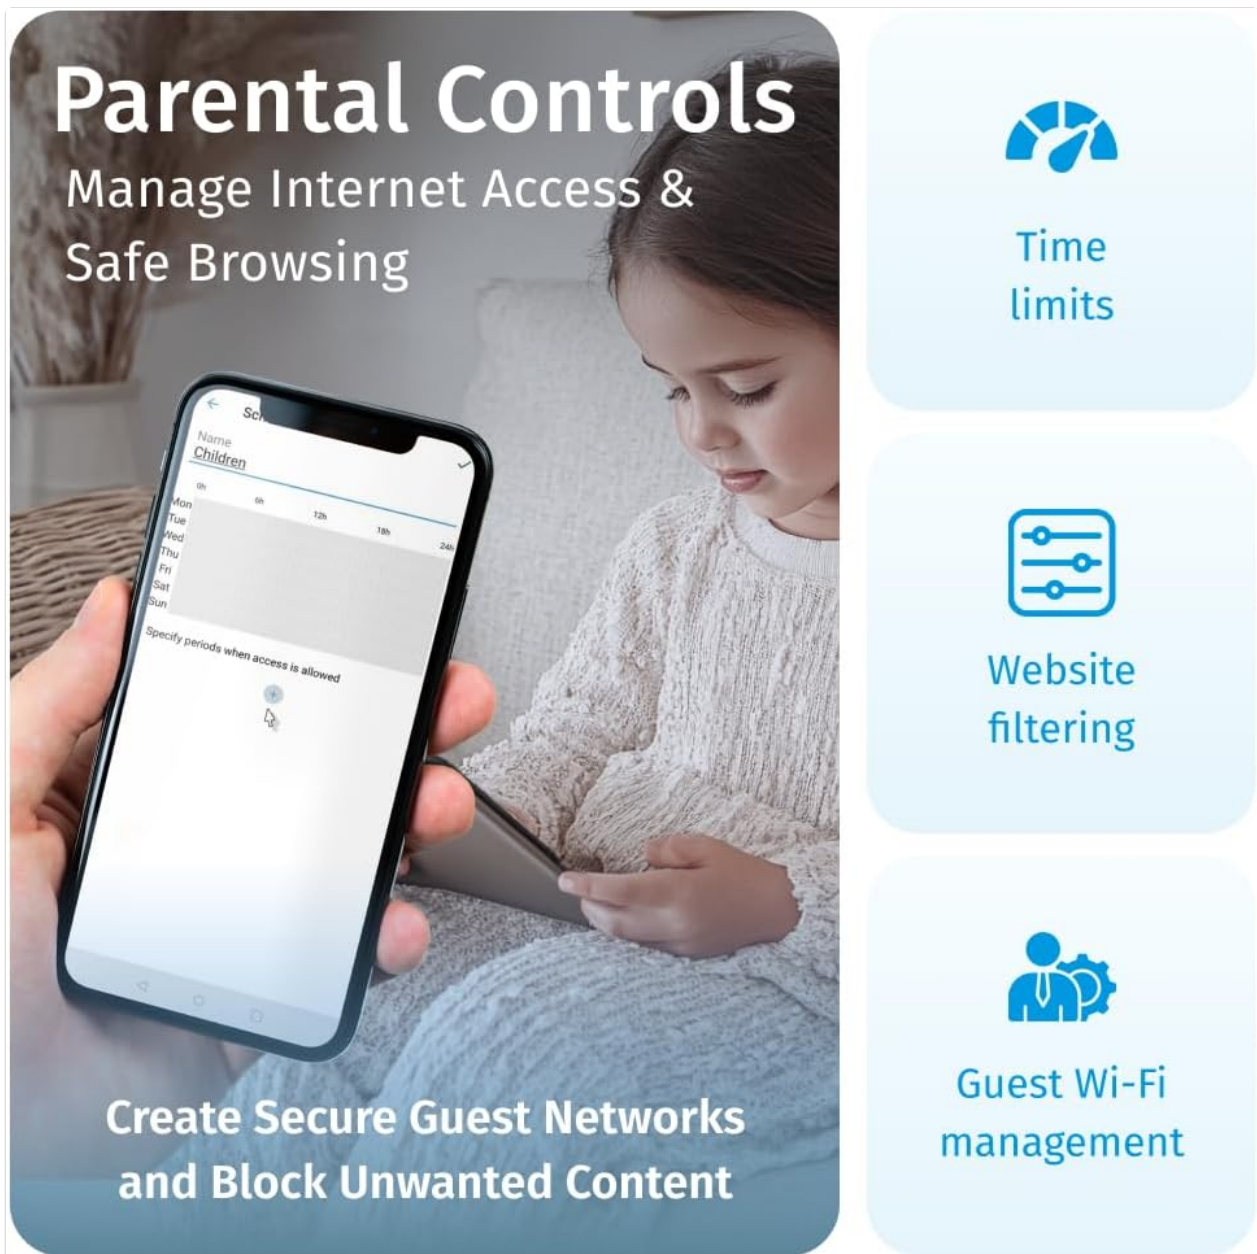 Parental Controls
Manage Internet Access &
Safe Browsing
Name
Children
0h 6h 12h 18h 24h
Mon
Tue
Wed
Thu
Fri
Sat
Sun
Specify periods when access is allowed
Create Secure Guest Networks
and Block Unwanted Content
Time
limits
Website
filtering
Guest Wi-Fi
management